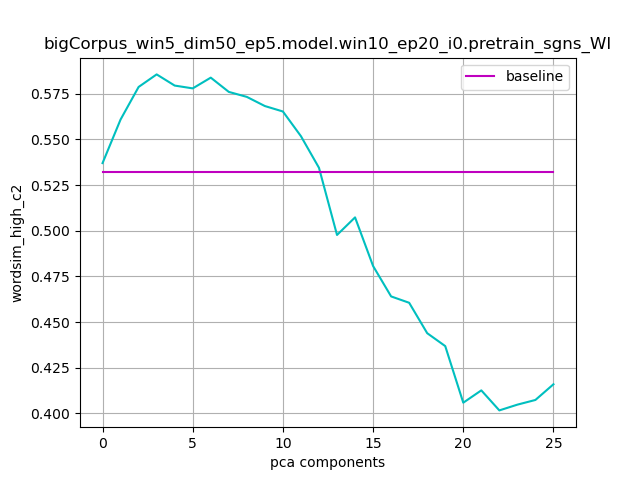 bigCorpus_win5_dim50_ep5.model.win10_ep20_i0.pretrain_sgns_WI
baseline
0.575
0.550
0.525
0.500
0.475
0.450
0.425
0.400
wordsim_high_c2
0 5 10 15 20 25
pca components